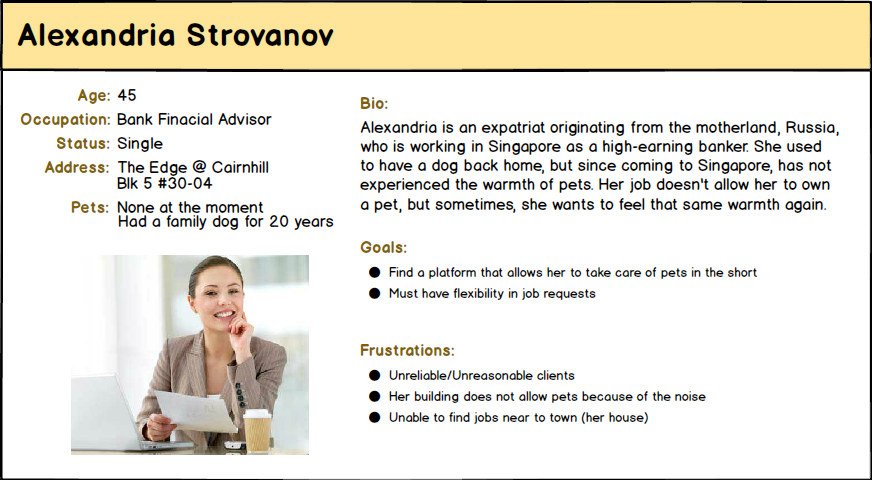 Alexandria Strovanov
Age: 45
Occupation: Bank Finacial Advisor
Status: Single
Address: The Edge @ Cairnhill
Blk 5 #30-04
Pets: None at the moment
Had a family dog for 20 years
Bio:
Alexandria is an expatriat originating from the motherland, Russia,
who is working in Singapore as a high-earning banker. She used
to have a dog back home, but since coming to Singapore, has not
experienced the warmth of pets. Her job doesn't allow her to own
a pet, but sometimes, she wants to feel that same warmth again.
Goals:
● Find a platform that allows her to take care of pets in the short
● Must have flexibility in job requests
Frustrations:
● Unreliable/Unreasonable clients
● Her building does not allow pets because of the noise
● Unable to find jobs near to town (her house)